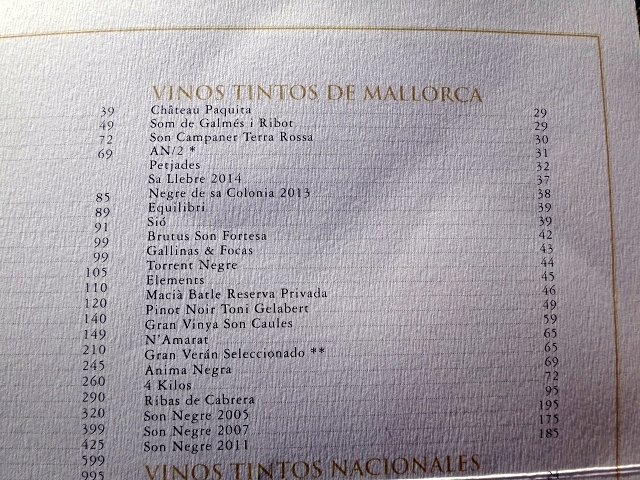 39
49
72
69
85
89
91
99
99
105
110
120
140
149
210
245
260
290
320
399
425
599
995
VINOS TINTOS DE MALLORCA
Château Paquita 29
Som de Galmés i Ribot 29
Son Campaner Terra Rossa 30
AN/2 * 31
Petjades 32
Sa Llebre 2014 37
Negre de sa Colonia 2013 38
Equilibri 39
Sió 39
Brutus Son Fortesa 42
Gallinas & Focas 43
Torrent Negre 44
Elements 45
Macià Batle Reserva Privada 46
Pinot Noir Toni Gelabert 49
Gran Vinya Son Caules 59
N'Amarat 65
Gran Verán Seleccionado ** 65
Anima Negra 69
4 Kilos 72
Ribas de Cabrera 95
Son Negre 2005 195
Son Negre 2007 175
Son Negre 2011 185
VINOS TINTOS NACIONALES